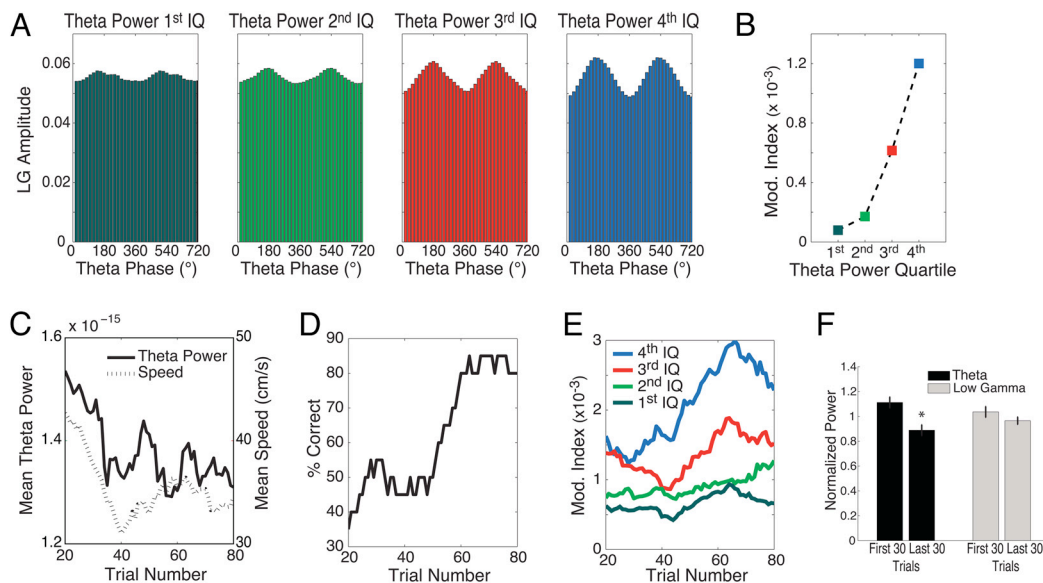 A
Theta Power 1st IQ
Theta Power 2nd IQ
Theta Power 3rd IQ
Theta Power 4th IQ
LG Amplitude
0.06
0.04
0.02
0
0 180 360 540 720
0 180 360 540 720
0 180 360 540 720
0 180 360 540 720
Theta Phase (°)
Theta Phase (°)
Theta Phase (°)
Theta Phase (°)
B
Mod. Index (x 10-3)
1.2
0.8
0.4
0
1st 2nd 3rd 4th
Theta Power Quartile
C
x 10−15
Mean Theta Power
1.6
1.4
1.2
Theta Power
Speed
50
40
30
Mean Speed (cm/s)
20 40 60 80
Trial Number
D
% Correct
90
80
70
60
50
40
30
20 40 60 80
Trial Number
E
Mod. Index (x10-3)
3
2
1
0
4th IQ
3rd IQ
2nd IQ
1st IQ
20 40 60 80
Trial Number
F
Normalized Power
1.4
1.2
1
0.8
0.6
0.4
0.2
0
Theta
Low Gamma
*
First 30 Last 30
Trials
First 30 Last 30
Trials